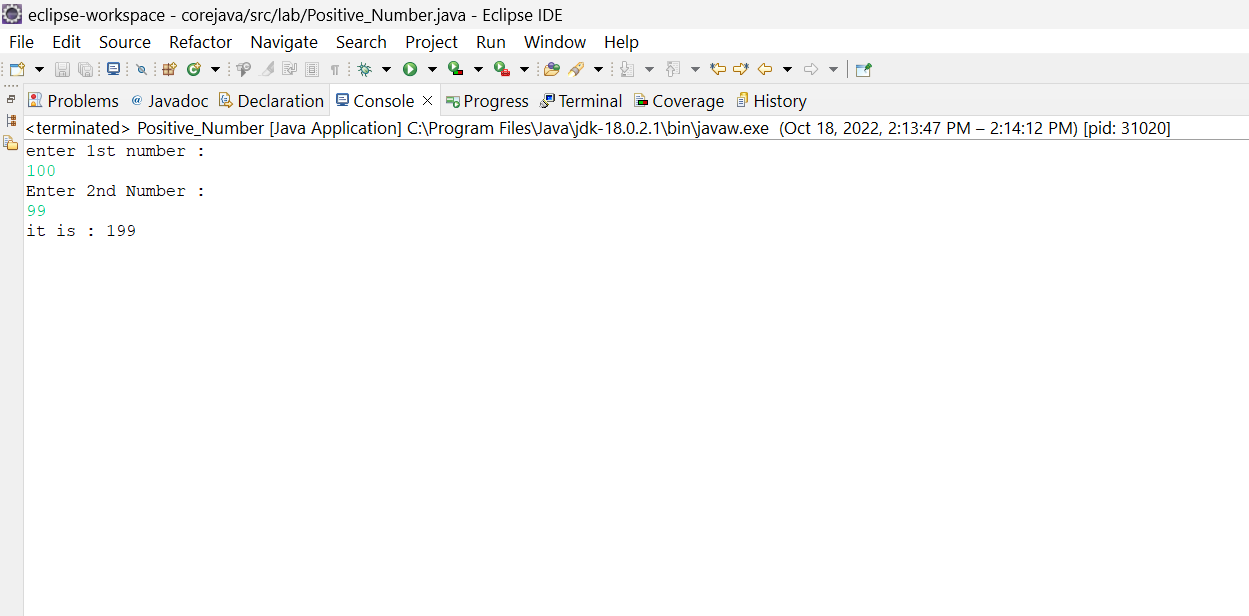 eclipse-workspace - corejava/src/lab/Positive_Number.java - Eclipse IDE
File Edit Source Refactor Navigate Search Project Run Window Help
Problems @ Javadoc Declaration Console Progress Terminal Coverage History
<terminated> Positive_Number [Java Application] C:\Program Files\Java\jdk-18.0.2.1\bin\javaw.exe (Oct 18, 2022, 2:13:47 PM – 2:14:12 PM) [pid: 31020]
enter 1st number :
100
Enter 2nd Number :
99
it is : 199